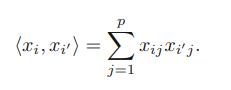 ⟨x_i, x_{i'}⟩ = \sum_{j=1}^{p} x_{ij} x_{i'j}.